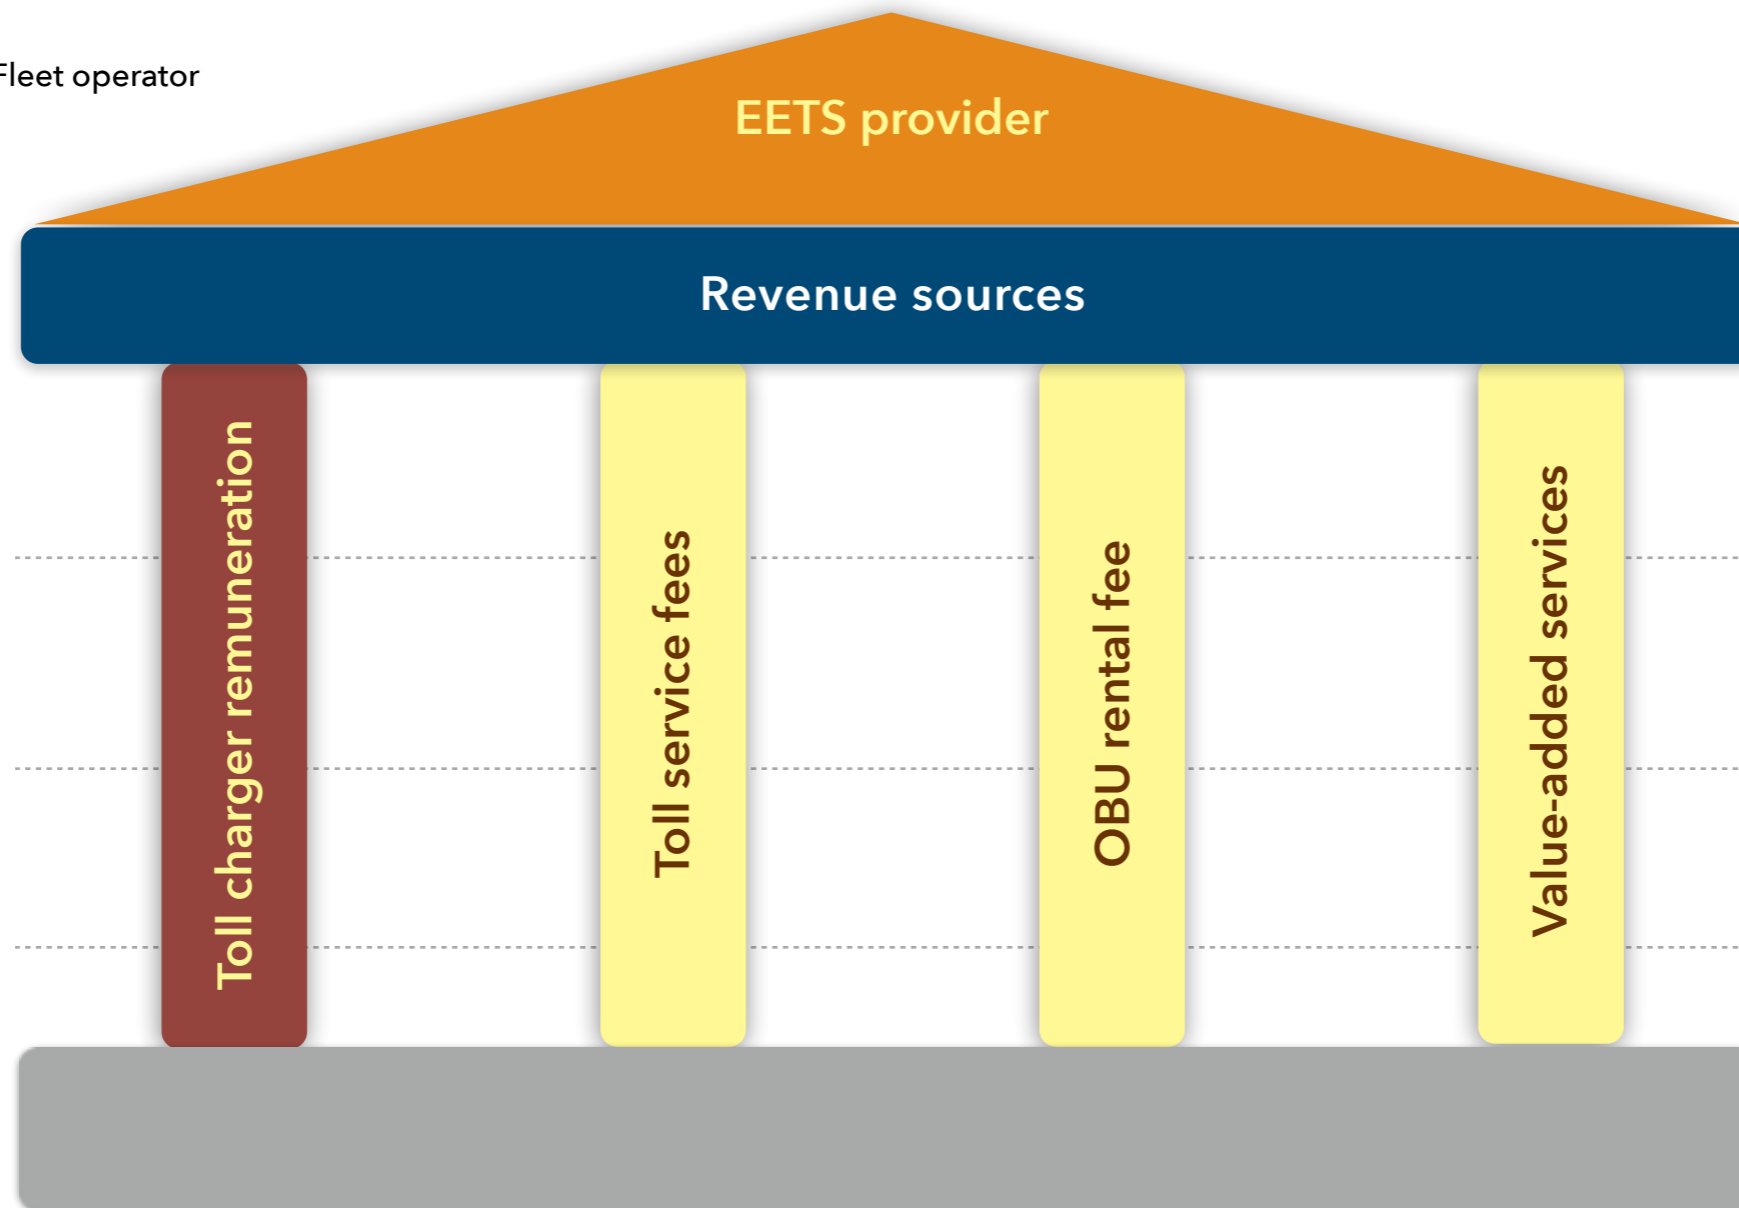 Fleet operator
EETS provider
Revenue sources
Toll charger remuneration
Toll service fees
OBU rental fee
Value-added services